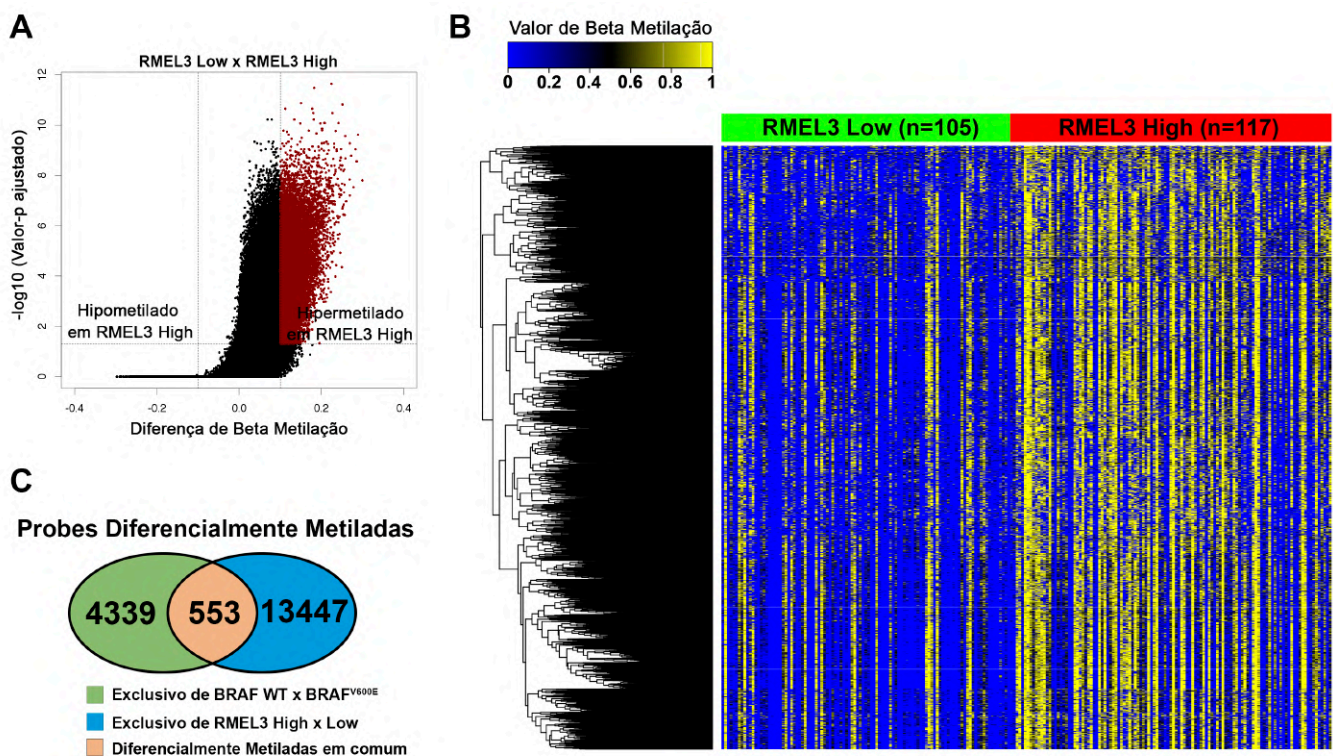 A
RMEL3 Low x RMEL3 High
12
10
8
6
4
2
0
-log10 (Valor-p ajustado)
Hipometilado
em RMEL3 High
Hipermetilado
em RMEL3 High
-0.4
-0.2
0.0
0.2
0.4
Diferença de Beta Metilação
B
Valor de Beta Metilação
0
0.2
0.4
0.6
0.8
1
RMEL3 Low (n=105)
RMEL3 High (n=117)
C
Probes Diferencialmente Metiladas
4339
553
13447
Exclusivo de BRAF WT x BRAFV600E
Exclusivo de RMEL3 High x Low
Diferencialmente Metiladas em comum